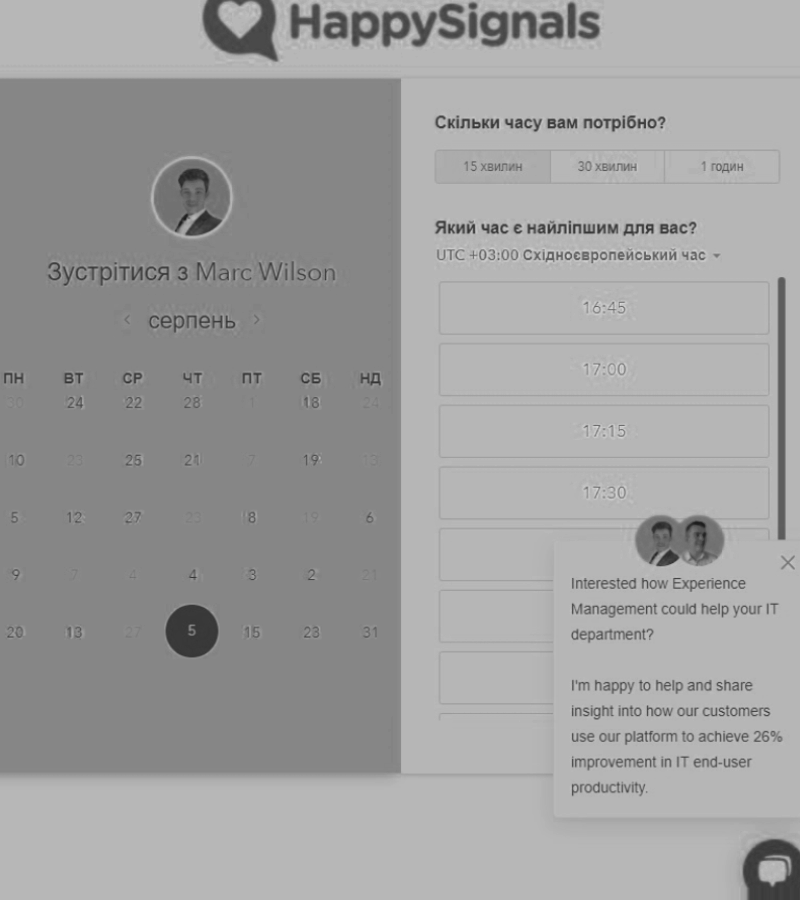 HappySignals
Скільки часу вам потрібно?
15 хвилин 30 хвилин 1 годин
Який час є найліпшим для вас?
UTC +03:00 Східноєвропейський час
16:45
17:00
17:15
17:30
Зустрітися з Marc Wilson
серпень
ПН ВТ СР ЧТ ПТ СБ НД
30 24 22 28 1 18 24
10 23 25 21 7 19 13
5 12 27 23 8 19 6
9 7 4 4 3 2 21
20 13 27 5 15 23 31
Interested how Experience
Management could help your IT
department?
I'm happy to help and share
insight into how our customers
use our platform to achieve 26%
improvement in IT end-user
productivity.